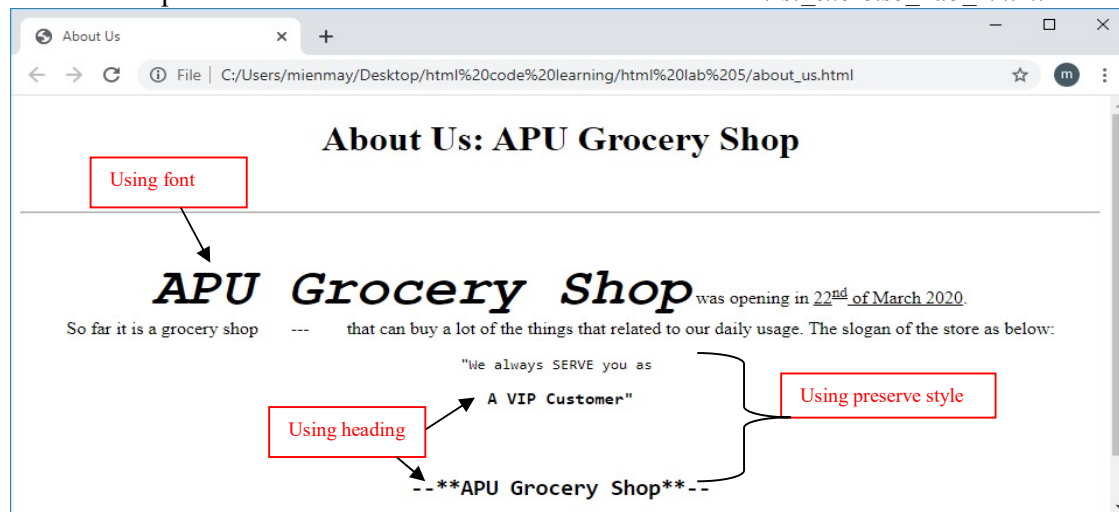 About Us
File | C:/Users/mienmay/Desktop/html%20code%20learning/html%20lab%205/about_us.html
m
About Us: APU Grocery Shop
Using font
APU Grocery Shop was opening in 22nd of March 2020.
So far it is a grocery shop --- that can buy a lot of the things that related to our daily usage. The slogan of the store as below:
"We always SERVE you as
A VIP Customer"
Using preserve style
Using heading
--**APU Grocery Shop**--